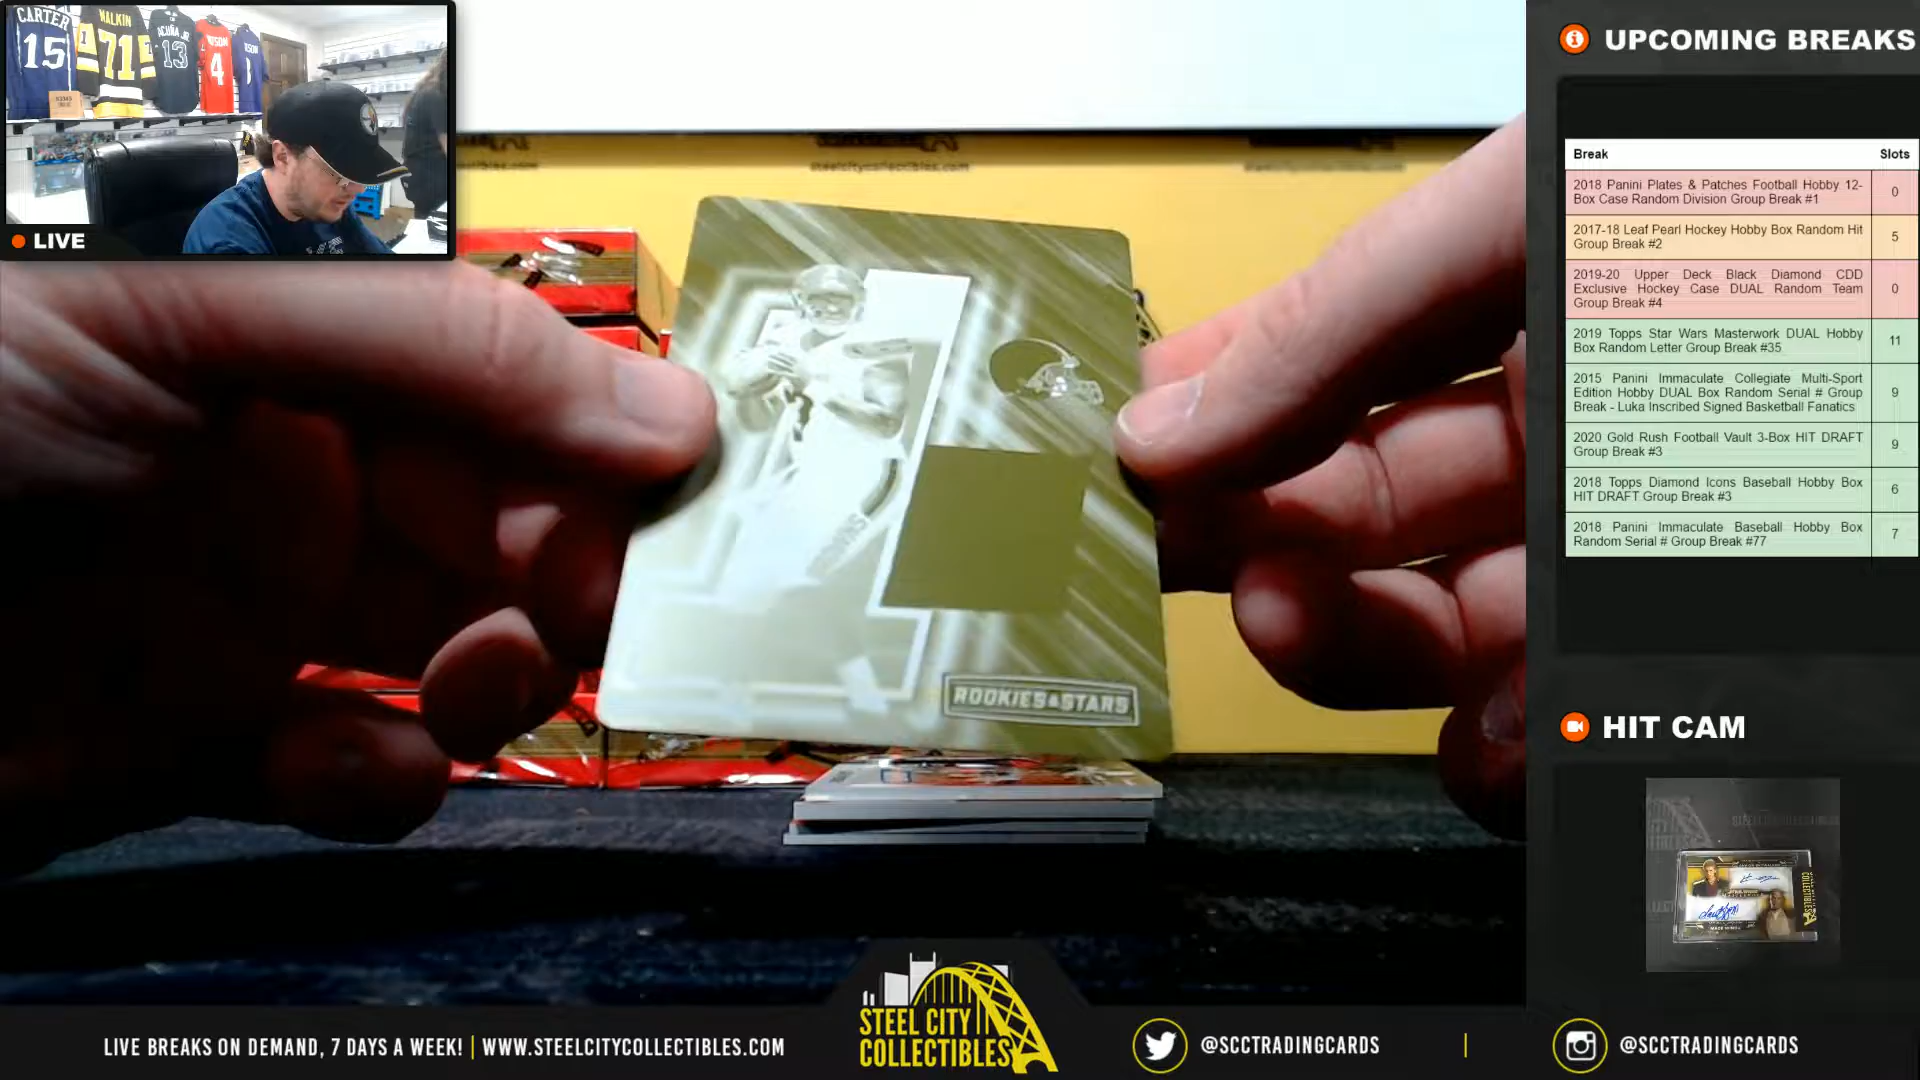 CARTER
15
MALKIN
71
ACUÑA JR
13
4
LIVE
steelcitycollectibles.com
BROWNS
ROOKIES & STARS
UPCOMING BREAKS
Break Slots
2018 Panini Plates & Patches Football Hobby 12-
Box Case Random Division Group Break #1 0
2017-18 Leaf Pearl Hockey Hobby Box Random Hit
Group Break #2 5
2019-20 Upper Deck Black Diamond CDD
Exclusive Hockey Case DUAL Random Team
Group Break #4 0
2019 Topps Star Wars Masterwork DUAL Hobby
Box Random Letter Group Break #35 11
2015 Panini Immaculate Collegiate Multi-Sport
Edition Hobby DUAL Box Random Serial # Group
Break - Luka Inscribed Signed Basketball Fanatics 9
2020 Gold Rush Football Vault 3-Box HIT DRAFT
Group Break #3 9
2018 Topps Diamond Icons Baseball Hobby Box
HIT DRAFT Group Break #3 6
2018 Panini Immaculate Baseball Hobby Box
Random Serial # Group Break #77 7
HIT CAM
COLLECTIBLES
LIVE BREAKS ON DEMAND, 7 DAYS A WEEK! | WWW.STEELCITYCOLLECTIBLES.COM
STEEL CITY
COLLECTIBLES
@SCCTRADINGCARDS
@SCCTRADINGCARDS